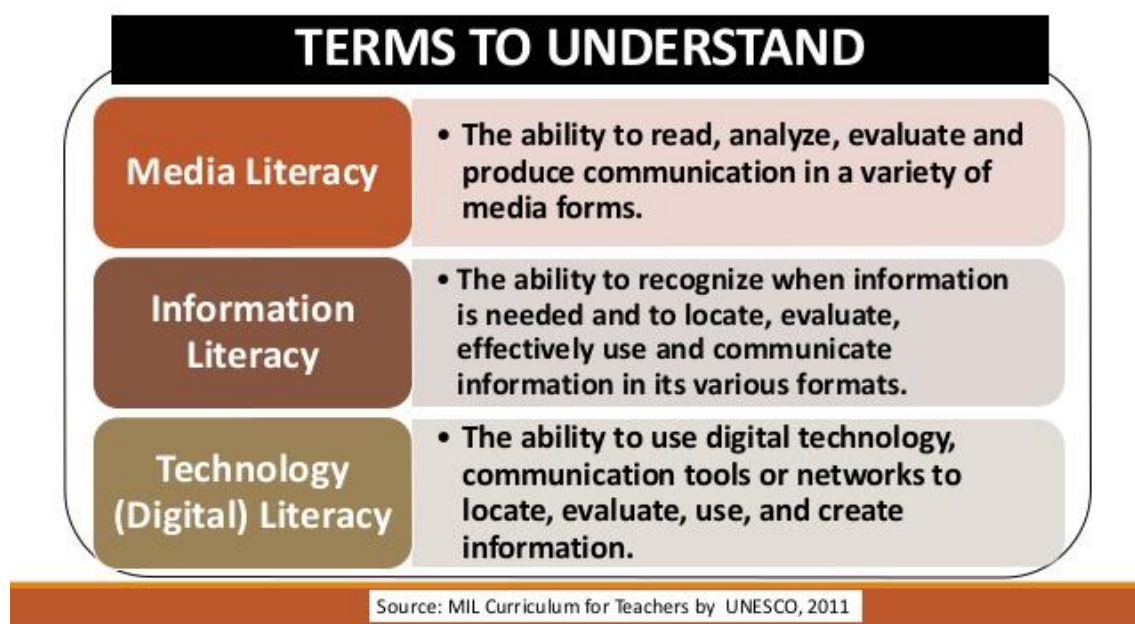 TERMS TO UNDERSTAND
Media Literacy
• The ability to read, analyze, evaluate and
produce communication in a variety of
media forms.
Information
Literacy
• The ability to recognize when information
is needed and to locate, evaluate,
effectively use and communicate
information in its various formats.
Technology
(Digital) Literacy
• The ability to use digital technology,
communication tools or networks to
locate, evaluate, use, and create
information.
Source: MIL Curriculum for Teachers by UNESCO, 2011